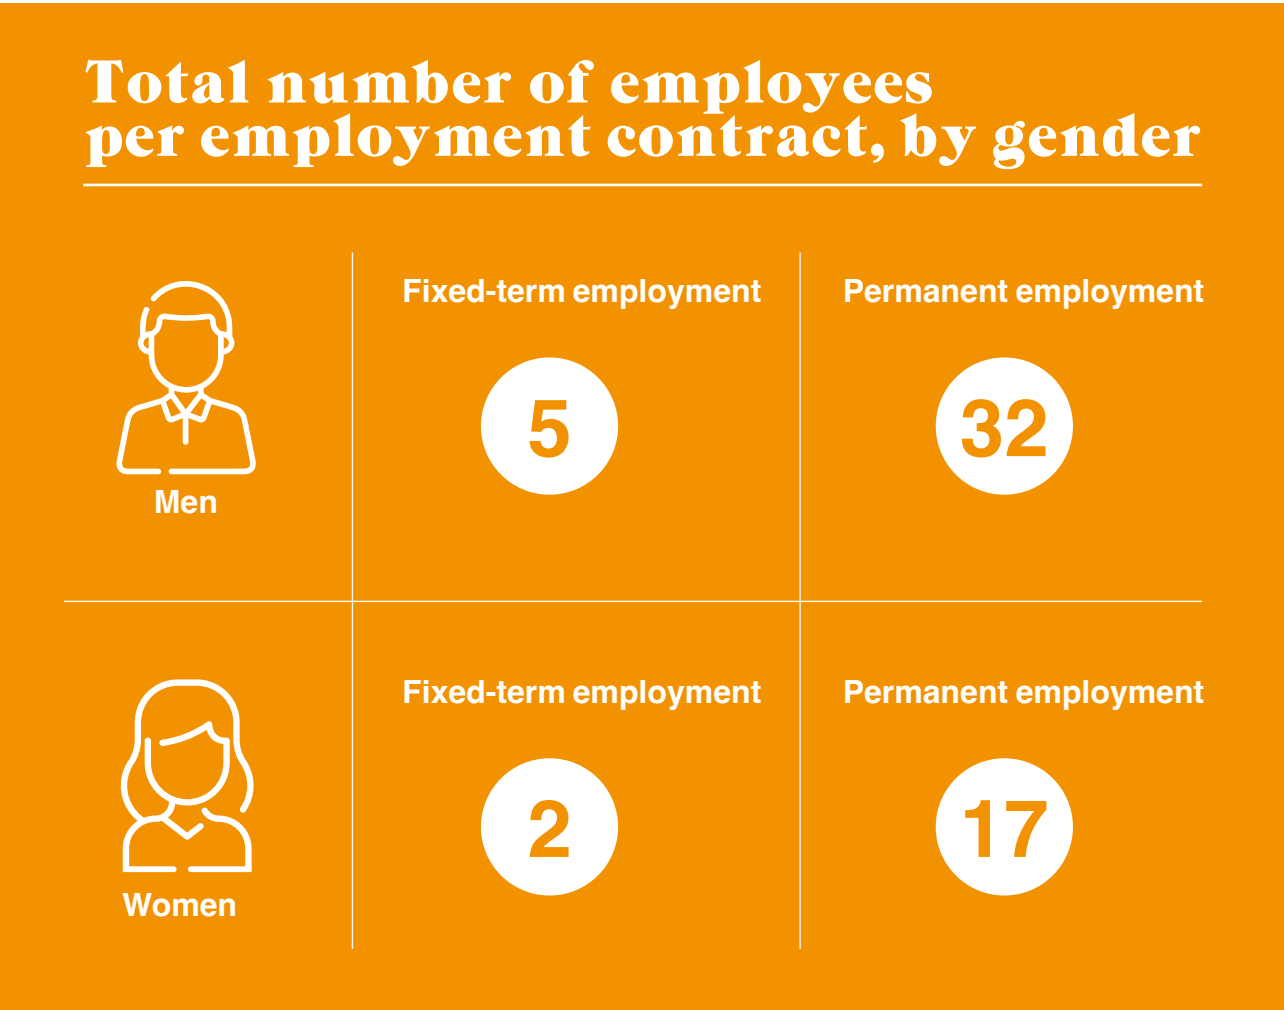 Total number of employees
per employment contract, by gender
Fixed-term employment
Permanent employment
5
32
Men
Fixed-term employment
Permanent employment
2
17
Women